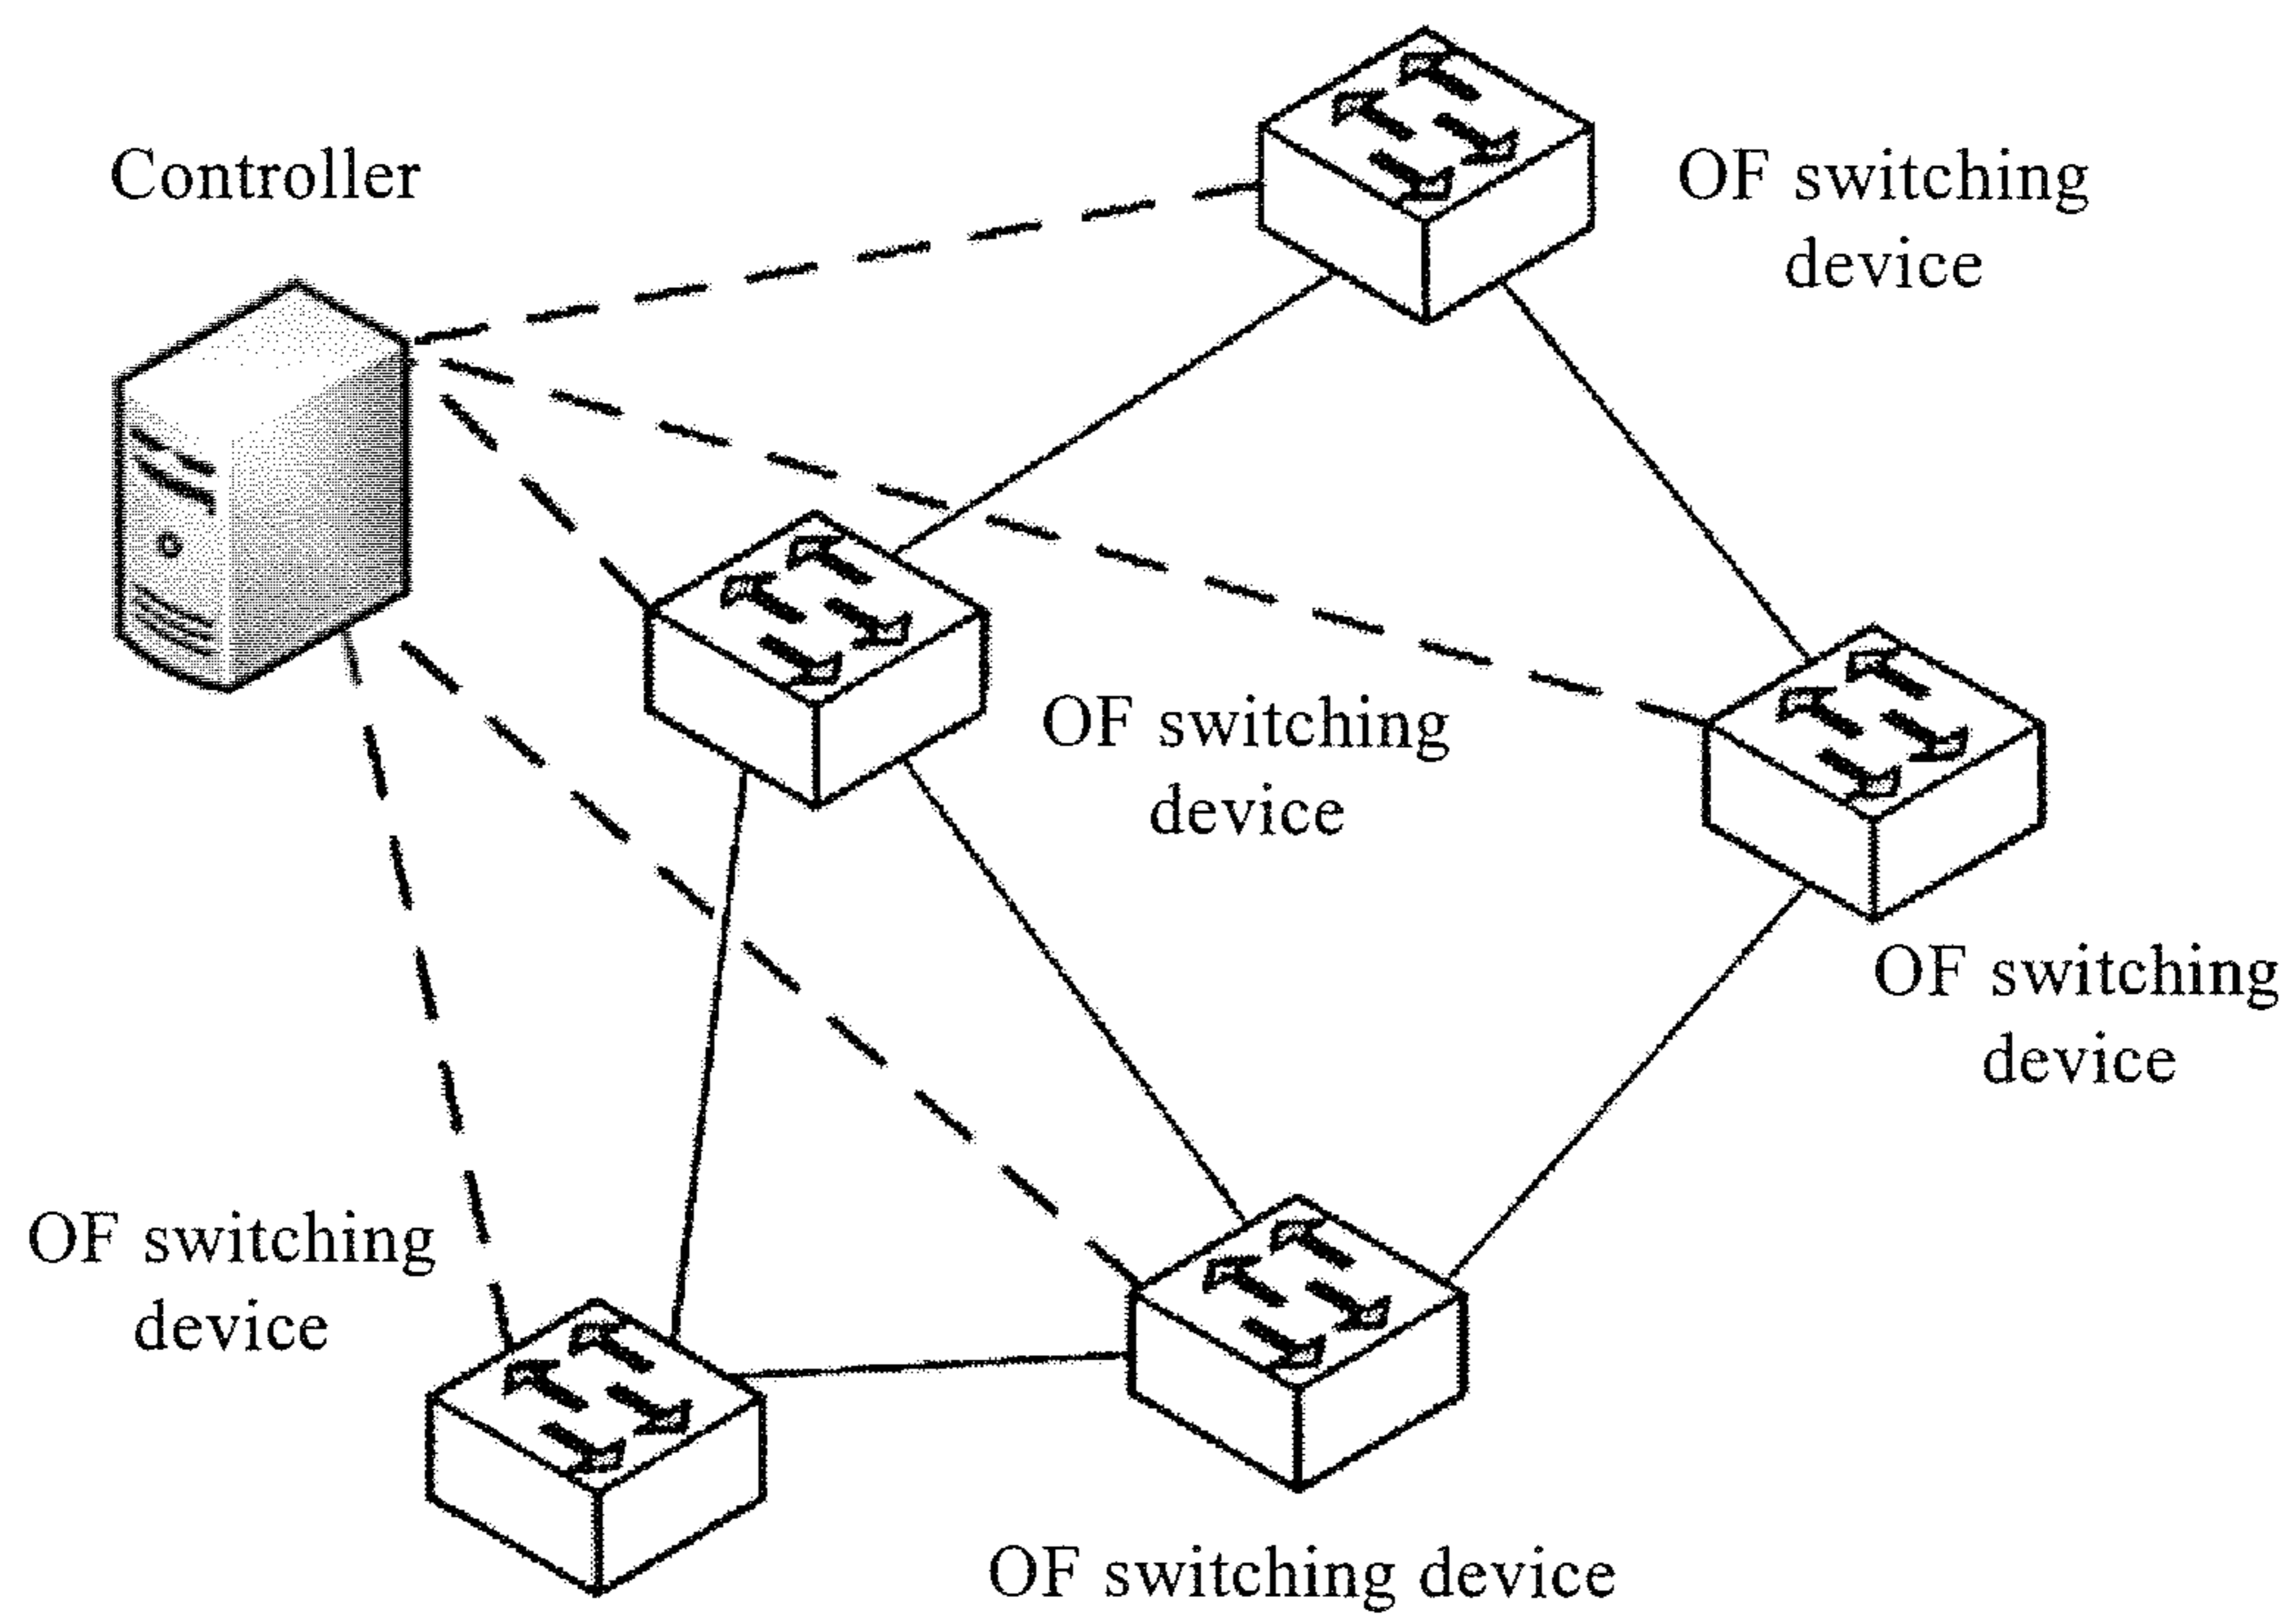 Controller
OF switching
device
OF switching
device
OF switching
device
OF switching
device
OF switching device